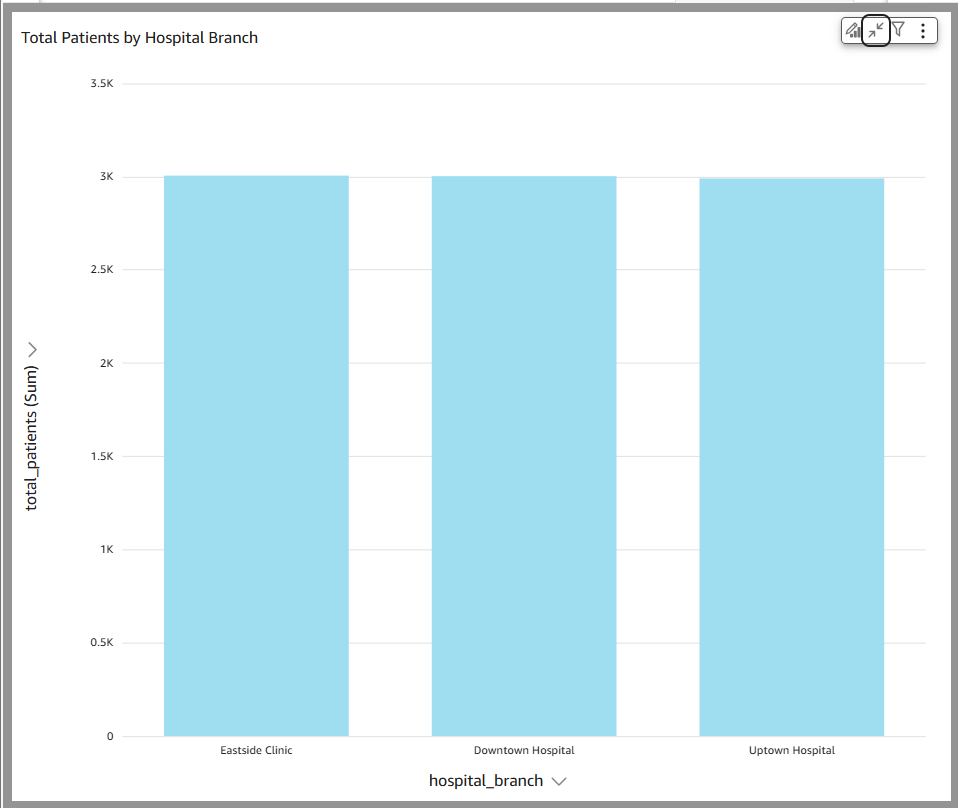 Total Patients by Hospital Branch
3.5K
3K
2.5K
2K
1.5K
1K
0.5K
0
total_patients (Sum)
Eastside Clinic
Downtown Hospital
Uptown Hospital
hospital_branch